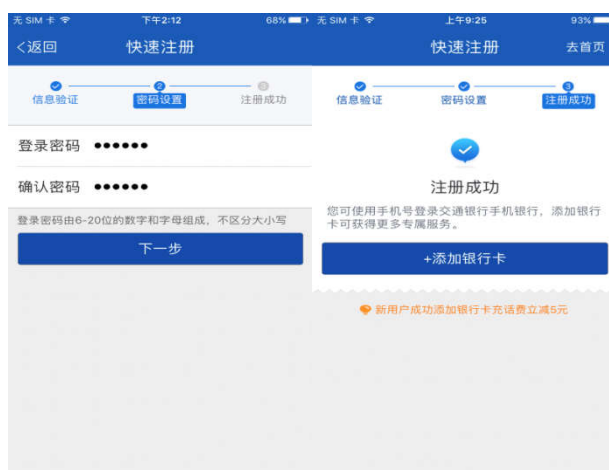 无 SIM 卡
下午2:12
68%
<返回
快速注册
信息验证
2
密码设置
3
注册成功
登录密码 ••••••
确认密码 ••••••
登录密码由6-20位的数字和字母组成，不区分大小写
下一步
无 SIM 卡
上午9:25
93%
快速注册
去首页
信息验证
密码设置
3
注册成功
注册成功
您可使用手机号登录交通银行手机银行，添加银行
卡可获得更多专属服务。
+添加银行卡
新用户成功添加银行卡充话费立减5元